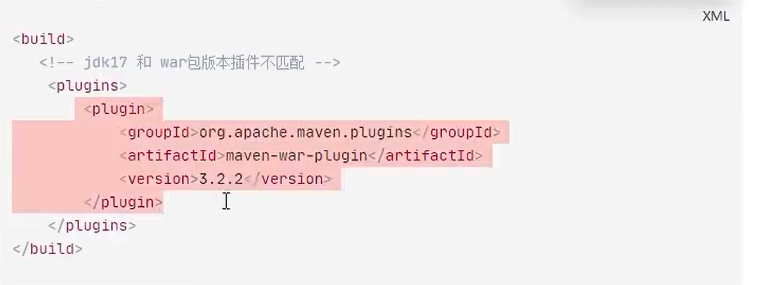 XML
<build>
<!-- jdk17 和 war包版本插件不匹配 -->
<plugins>
<plugin>
<groupId>org.apache.maven.plugins</groupId>
<artifactId>maven-war-plugin</artifactId>
<version>3.2.2</version>
</plugin>
</plugins>
</build>